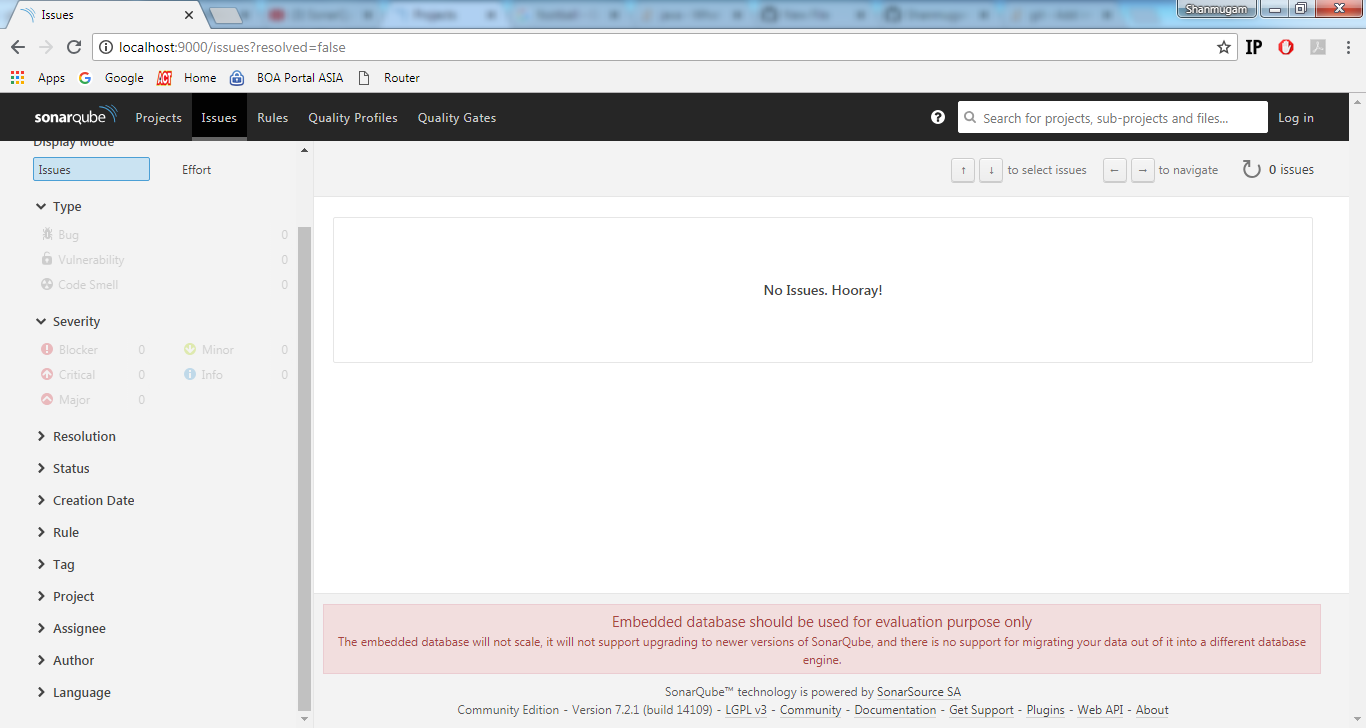 Issues
Projects
Shanmugam
localhost:9000/issues?resolved=false
IP
Apps
Google
ACT
Home
BOA Portal ASIA
Router
sonarqube
Projects
Issues
Rules
Quality Profiles
Quality Gates
?
Search for projects, sub-projects and files...
Log in
Display Mode
Issues
Effort
↑ ↓ to select issues
← → to navigate
0 issues
Type
Bug 0
Vulnerability 0
Code Smell 0
Severity
Blocker 0
Minor 0
Critical 0
Info 0
Major 0
Resolution
Status
Creation Date
Rule
Tag
Project
Assignee
Author
Language
No Issues. Hooray!
Embedded database should be used for evaluation purpose only
The embedded database will not scale, it will not support upgrading to newer versions of SonarQube, and there is no support for migrating your data out of it into a different database
engine.
SonarQube™ technology is powered by SonarSource SA
Community Edition - Version 7.2.1 (build 14109) - LGPL v3 - Community - Documentation - Get Support - Plugins - Web API - About